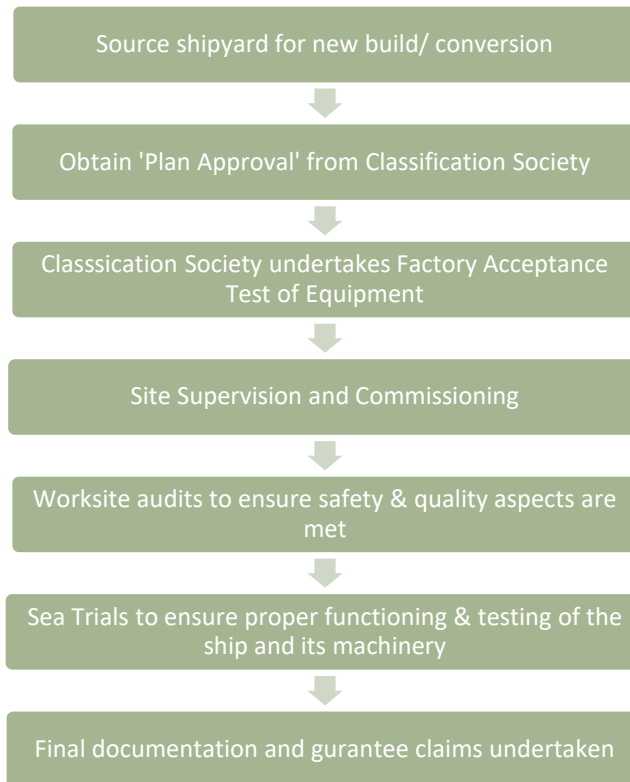 Source shipyard for new build/ conversion
Obtain 'Plan Approval' from Classification Society
Classsication Society undertakes Factory Acceptance
Test of Equipment
Site Supervision and Commissioning
Worksite audits to ensure safety & quality aspects are
met
Sea Trials to ensure proper functioning & testing of the
ship and its machinery
Final documentation and gurantee claims undertaken